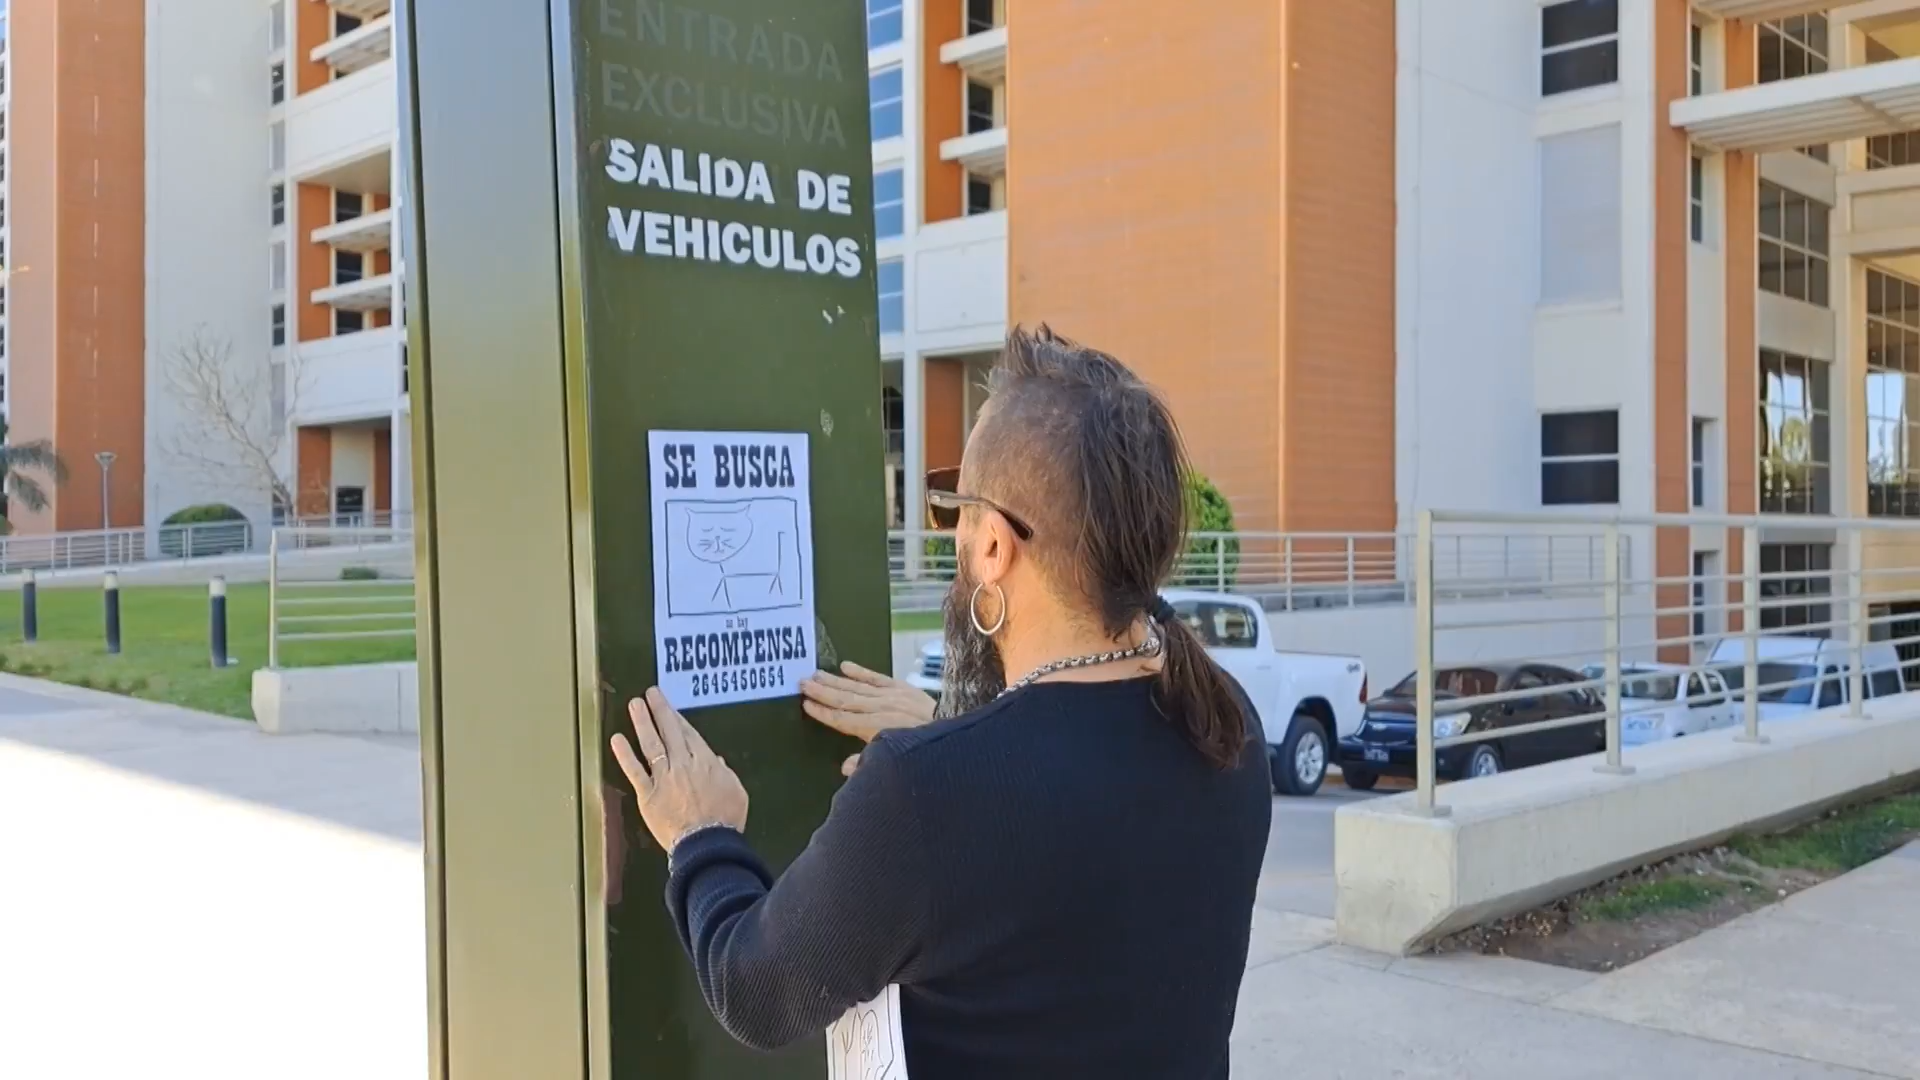 ENTRADA
EXCLUSIVA
SALIDA DE
VEHICULOS
SE BUSCA
no hay
RECOMPENSA
2645450654